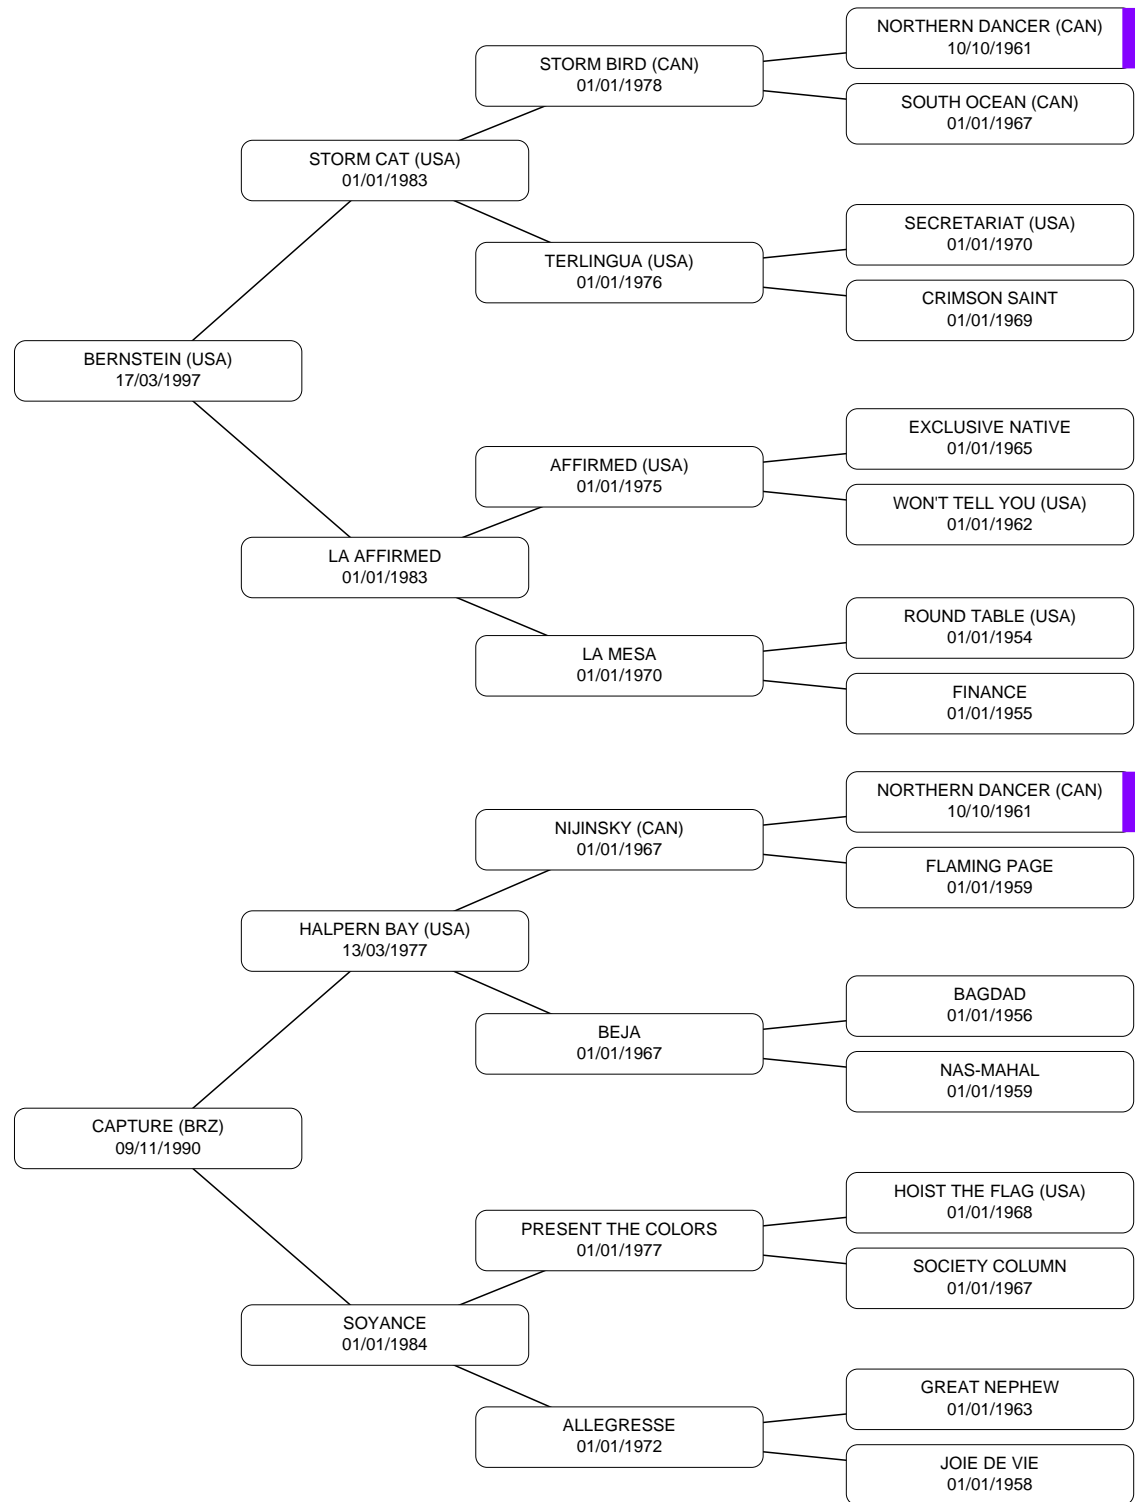 NORTHERN DANCER (CAN)
10/10/1961
STORM BIRD (CAN)
01/01/1978
SOUTH OCEAN (CAN)
01/01/1967
STORM CAT (USA)
01/01/1983
SECRETARIAT (USA)
01/01/1970
TERLINGUA (USA)
01/01/1976
CRIMSON SAINT
01/01/1969
BERNSTEIN (USA)
17/03/1997
EXCLUSIVE NATIVE
01/01/1965
AFFIRMED (USA)
01/01/1975
WON'T TELL YOU (USA)
01/01/1962
LA AFFIRMED
01/01/1983
ROUND TABLE (USA)
01/01/1954
LA MESA
01/01/1970
FINANCE
01/01/1955
NORTHERN DANCER (CAN)
10/10/1961
NIJINSKY (CAN)
01/01/1967
FLAMING PAGE
01/01/1959
HALPERN BAY (USA)
13/03/1977
BAGDAD
01/01/1956
BEJA
01/01/1967
NAS-MAHAL
01/01/1959
CAPTURE (BRZ)
09/11/1990
HOIST THE FLAG (USA)
01/01/1968
PRESENT THE COLORS
01/01/1977
SOCIETY COLUMN
01/01/1967
SOYANCE
01/01/1984
GREAT NEPHEW
01/01/1963
ALLEGRESSE
01/01/1972
JOIE DE VIE
01/01/1958